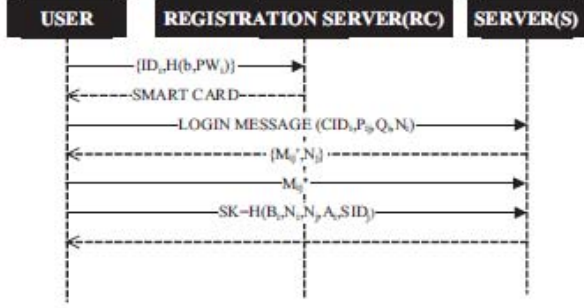 USER
REGISTRATION SERVER(RC)
SERVER(S)
{IDᵢ,H(b,PWᵢ)}
SMART CARD
LOGIN MESSAGE (CIDᵢ,Pᵢⱼ,Qᵢ,Nᵢ)
{Mᵢⱼ',Nⱼ}
Mᵢⱼ"
SK=H(Bᵢ,Nᵢ,Nⱼ,Aᵢ,SIDⱼ)